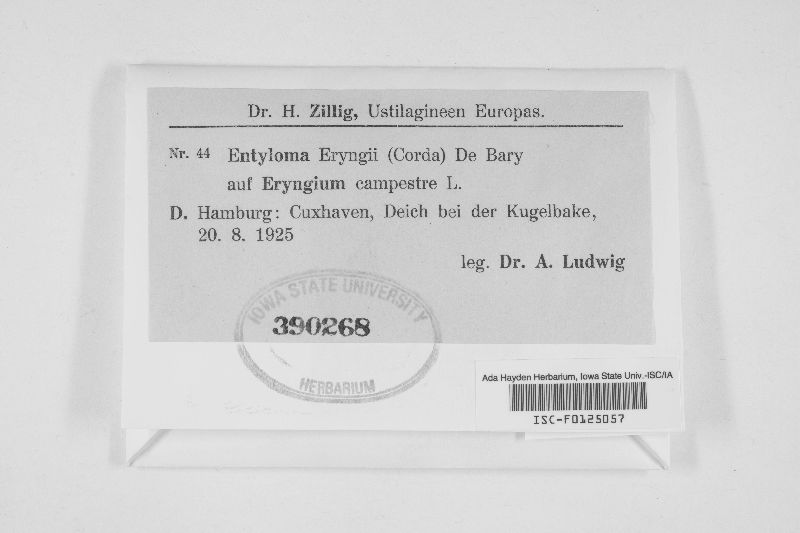 Dr. H. Zillig, Ustilagineen Europas.
Nr. 44 Entyloma Eryngii (Corda) De Bary
auf Eryngium campestre L.
D. Hamburg: Cuxhaven, Deich bei der Kugelbake,
20. 8. 1925
leg. Dr. A. Ludwig
IOWA STATE UNIVERSITY
390268
HERBARIUM
Ada Hayden Herbarium, Iowa State Univ.-ISC/IA
ISC-F0125057